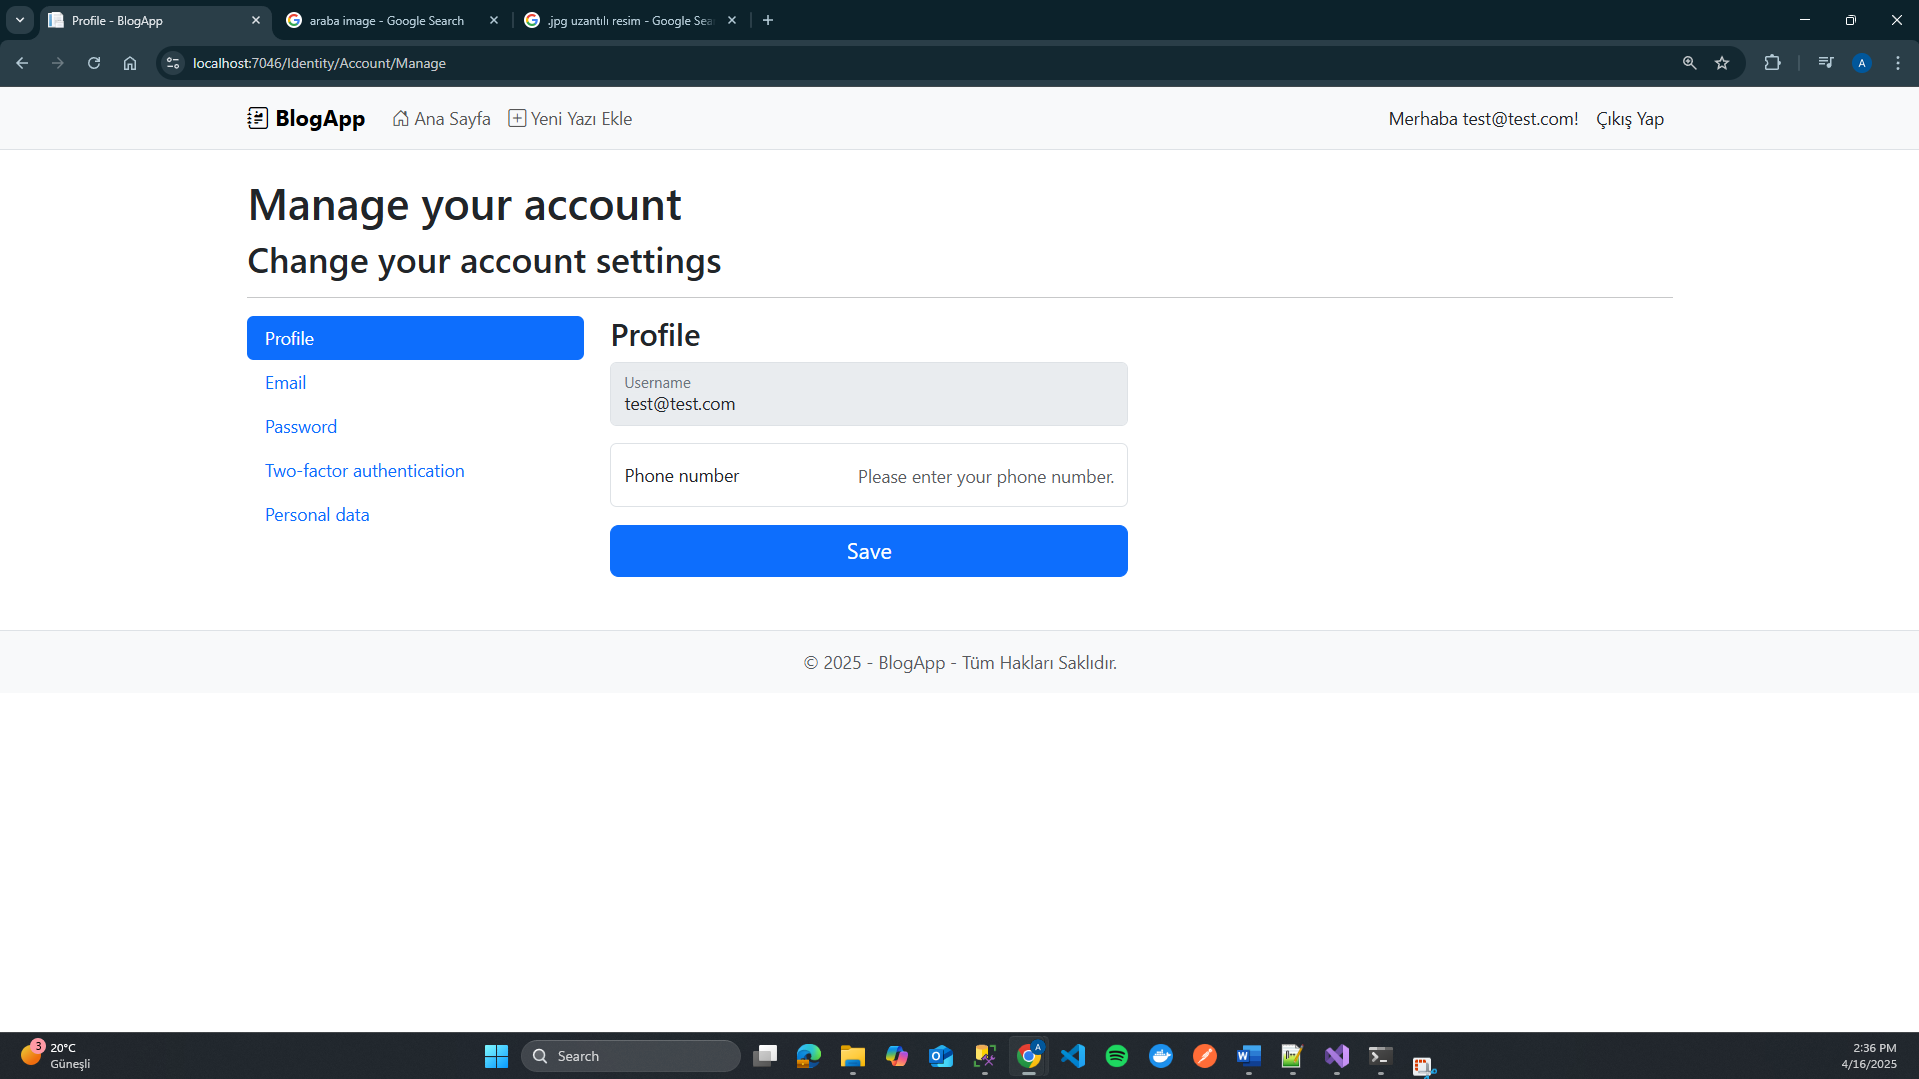 Profile - BlogApp
araba image - Google Search
.jpg uzantılı resim - Google Sea
localhost:7046/Identity/Account/Manage
A
BlogApp
Ana Sayfa
Yeni Yazı Ekle
Merhaba test@test.com!
Çıkış Yap
Manage your account
Change your account settings
Profile
Email
Password
Two-factor authentication
Personal data
Profile
Username
test@test.com
Phone number
Please enter your phone number.
Save
© 2025 - BlogApp - Tüm Hakları Saklıdır.
3
20°C
Güneşli
Search
A
2:36 PM
4/16/2025